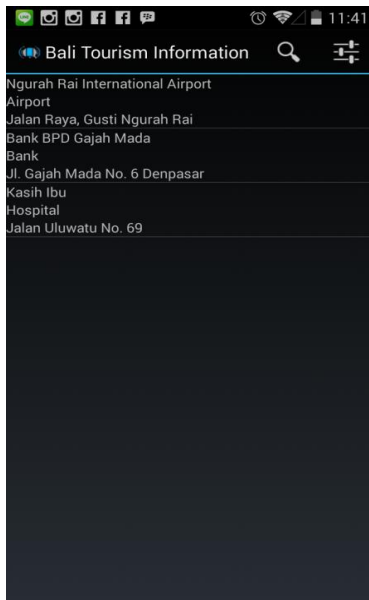 11:41
Bali Tourism Information
Ngurah Rai International Airport
Airport
Jalan Raya, Gusti Ngurah Rai
Bank BPD Gajah Mada
Bank
Jl. Gajah Mada No. 6 Denpasar
Kasih Ibu
Hospital
Jalan Uluwatu No. 69